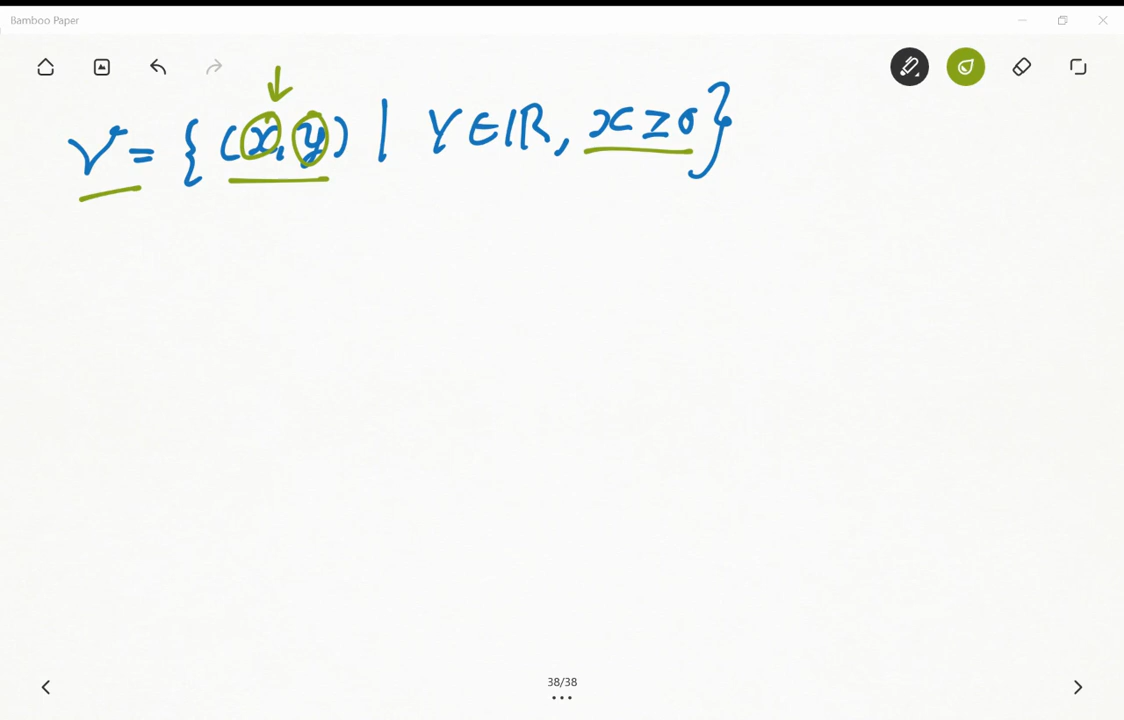 Bamboo Paper
V = { (x, y) | Y ∈ ℝ, x ≥ 0 }
38/38